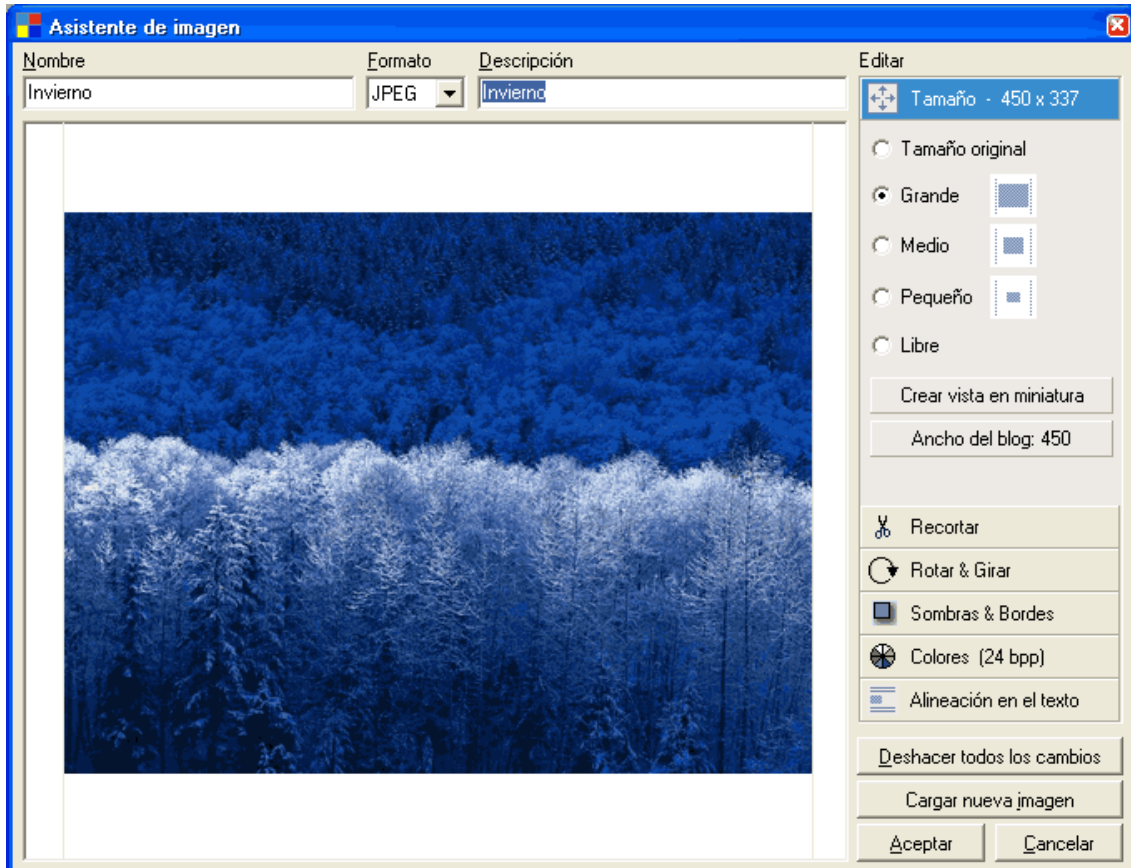 Asistente de imagen
Nombre
Formato
Descripción
Editar
Invierno
JPEG
Invierno
Tamaño - 450 x 337
Tamaño original
Grande
Medio
Pequeño
Libre
Crear vista en miniatura
Ancho del blog: 450
Recortar
Rotar & Girar
Sombras & Bordes
Colores (24 bpp)
Alineación en el texto
Deshacer todos los cambios
Cargar nueva imagen
Aceptar
Cancelar